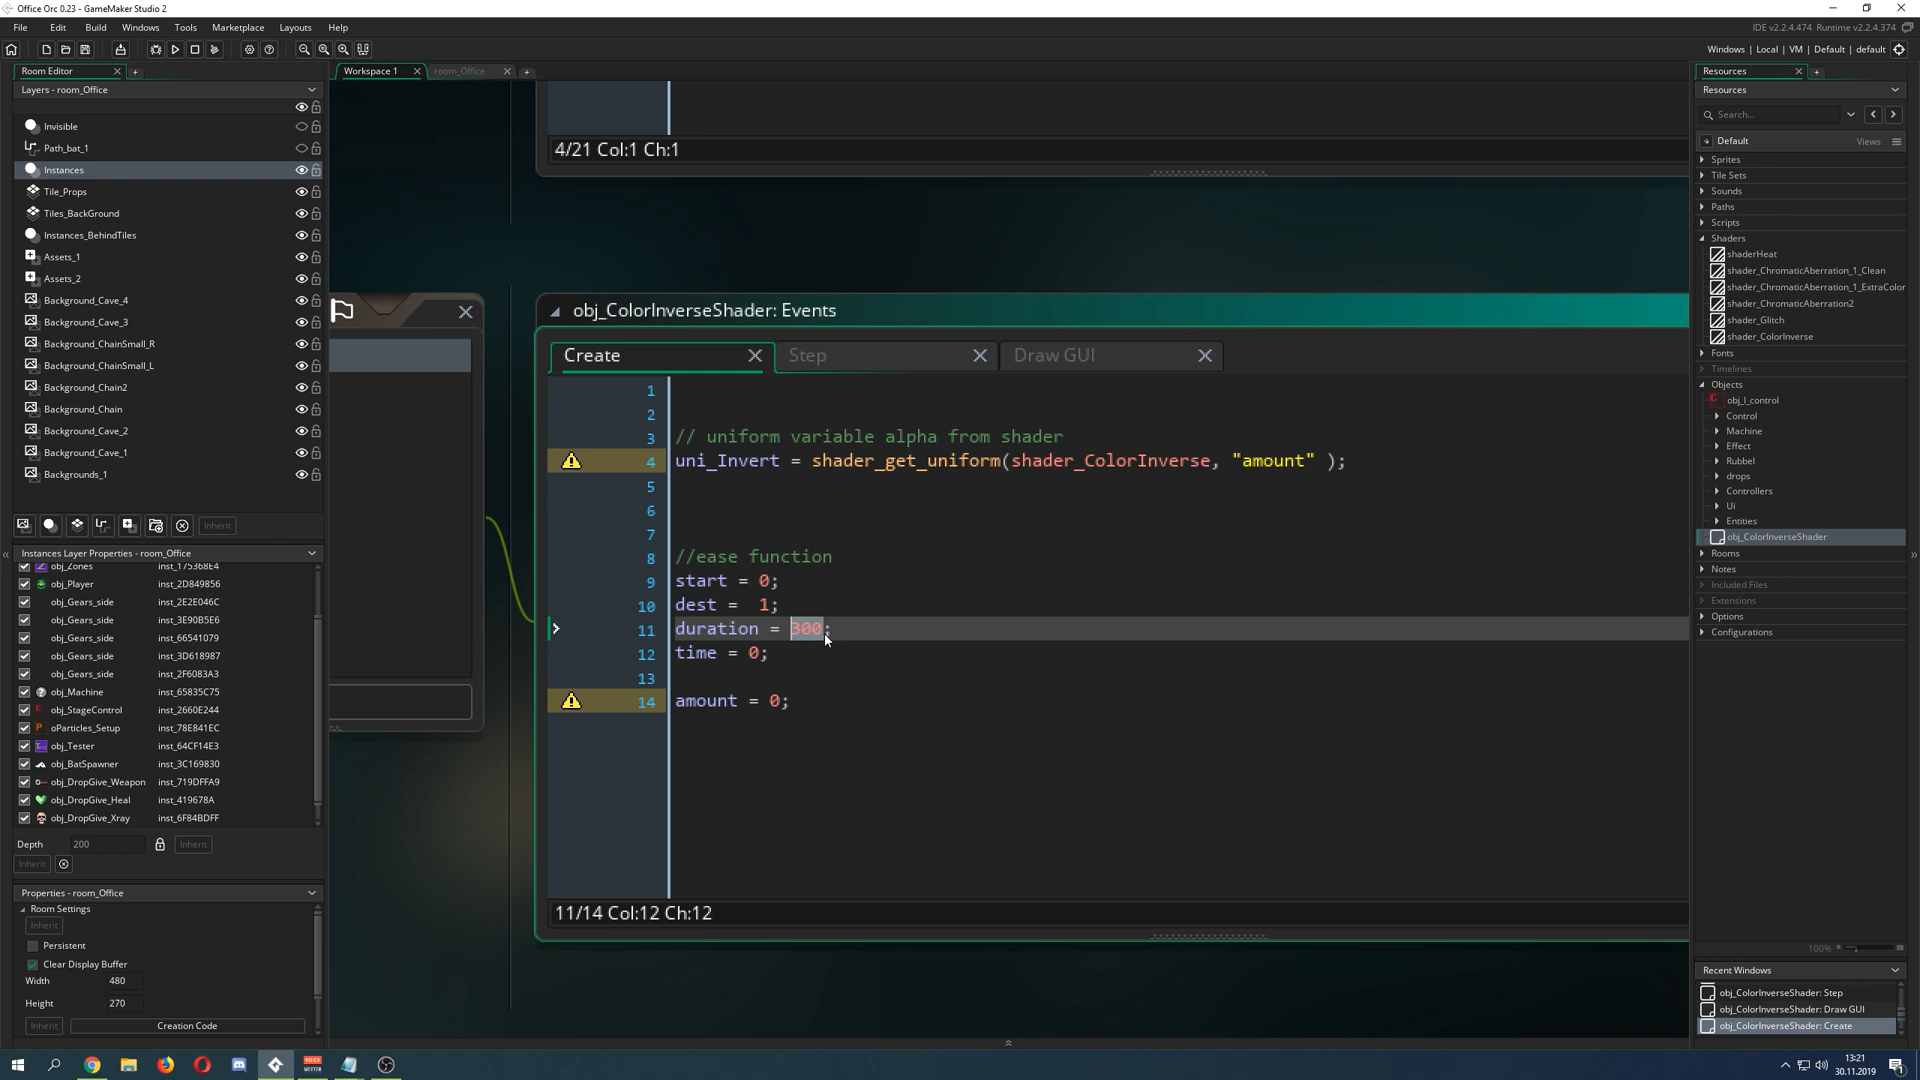 Office Orc 0.23 - GameMaker Studio 2
File Edit Build Windows Tools Marketplace Layouts Help
IDE v2.2.4.474 Runtime v2.2.4.374
Windows | Local | VM | Default | default
Room Editor
Layers - room_Office
Invisible
Path_bat_1
Instances
Tile_Props
Tiles_BackGround
Instances_BehindTiles
Assets_1
Assets_2
Background_Cave_4
Background_Cave_3
Background_ChainSmall_R
Background_ChainSmall_L
Background_Chain2
Background_Chain
Background_Cave_2
Background_Cave_1
Backgrounds_1
Inherit
Instances Layer Properties - room_Office
obj_Zones inst_175368E4
obj_Player inst_2D849856
obj_Gears_side inst_2E2E046C
obj_Gears_side inst_3E90B5E6
obj_Gears_side inst_66541079
obj_Gears_side inst_3D618987
obj_Gears_side inst_2F6083A3
obj_Machine inst_65835C75
obj_StageControl inst_2660E244
oParticles_Setup inst_78E841EC
obj_Tester inst_64CF14E3
obj_BatSpawner inst_3C169830
obj_DropGive_Weapon inst_719DFFA9
obj_DropGive_Heal inst_419678A
obj_DropGive_Xray inst_6F84BDFF
Depth 200 Inherit
Inherit
Properties - room_Office
Room Settings
Inherit
Persistent
Clear Display Buffer
Width 480
Height 270
Inherit Creation Code
Workspace 1 room_Office
4/21 Col:1 Ch:1
obj_ColorInverseShader: Events
Create Step Draw GUI
1
2
3 // uniform variable alpha from shader
4 uni_Invert = shader_get_uniform(shader_ColorInverse, "amount" );
5
6
7
8 //ease function
9 start = 0;
10 dest =  1;
11 duration = 300;
12 time = 0;
13
14 amount = 0;
11/14 Col:12 Ch:12
Resources
Resources
Search...
Default Views
Sprites
Tile Sets
Sounds
Paths
Scripts
Shaders
shaderHeat
shader_ChromaticAberration_1_Clean
shader_ChromaticAberration_1_ExtraColor
shader_ChromaticAberration2
shader_Glitch
shader_ColorInverse
Fonts
Timelines
Objects
obj_I_control
Control
Machine
Effect
Rubbel
drops
Controllers
Ui
Entities
obj_ColorInverseShader
Rooms
Notes
Included Files
Extensions
Options
Configurations
100%
Recent Windows
obj_ColorInverseShader: Step
obj_ColorInverseShader: Draw GUI
obj_ColorInverseShader: Create
VOICE
MEETER
13:21
30.11.2019